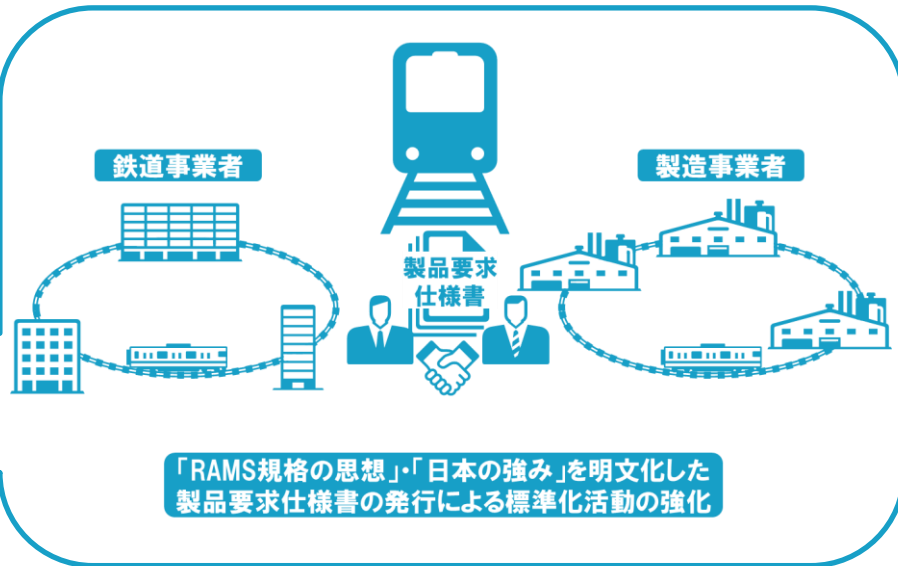 鉄道事業者
製造事業者
製品要求
仕様書
「RAMS規格の思想」・「日本の強み」を明文化した
製品要求仕様書の発行による標準化活動の強化